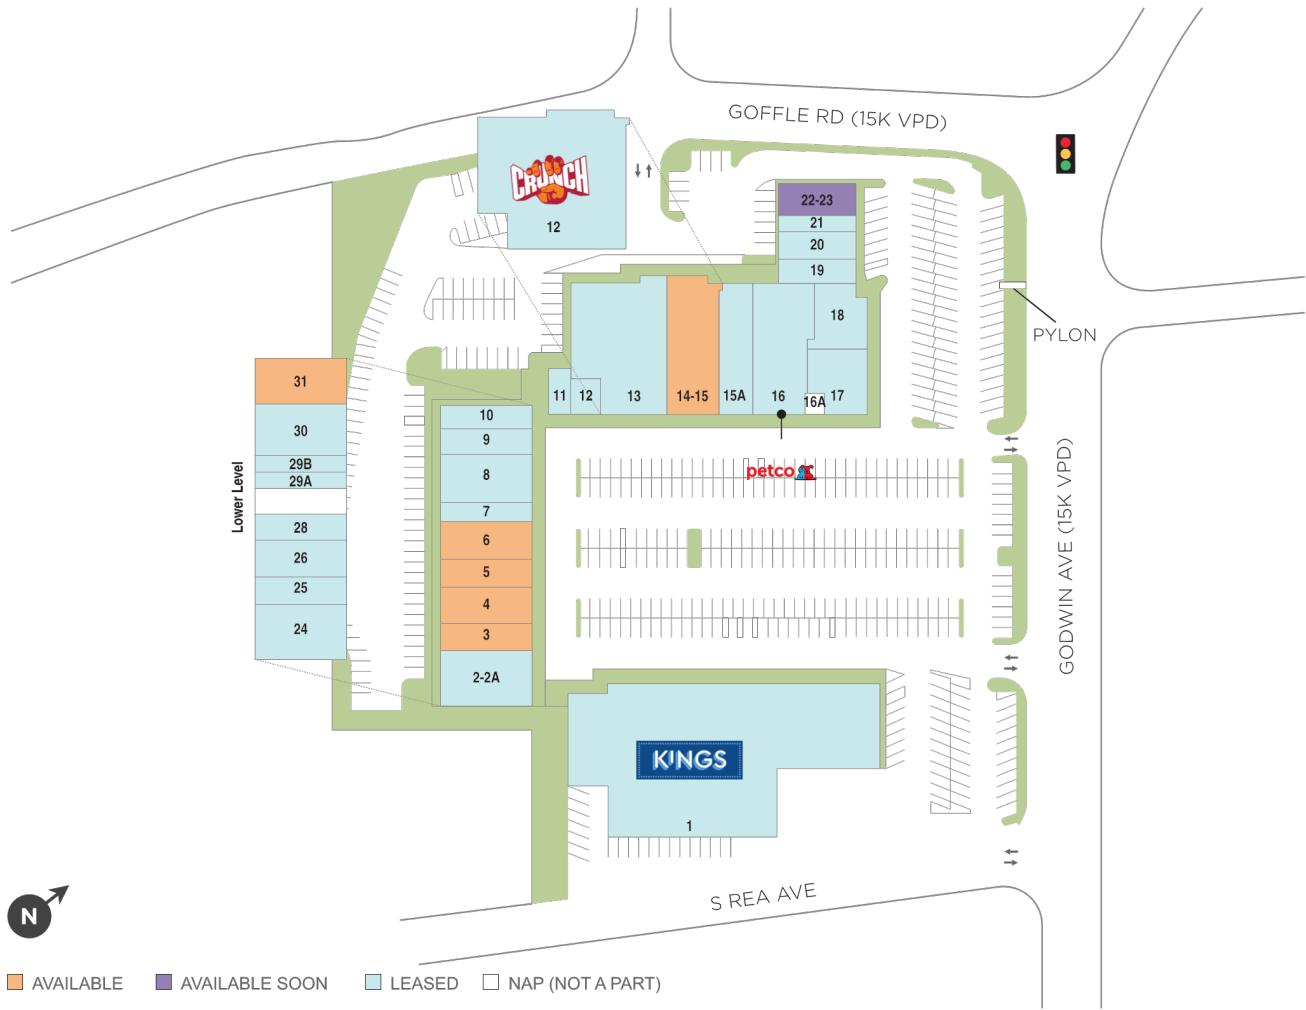 GOFFLE RD (15K VPD)
CRUNCH
12
22-23
21
20
19
18
PYLON
11
12
13
14-15
15A
16
16A
17
petco
31
30
29B
29A
28
26
25
24
Lower Level
10
9
8
7
6
5
4
3
2-2A
GODWIN AVE (15K VPD)
KINGS
1
S REA AVE
N
AVAILABLE
AVAILABLE SOON
LEASED
NAP (NOT A PART)